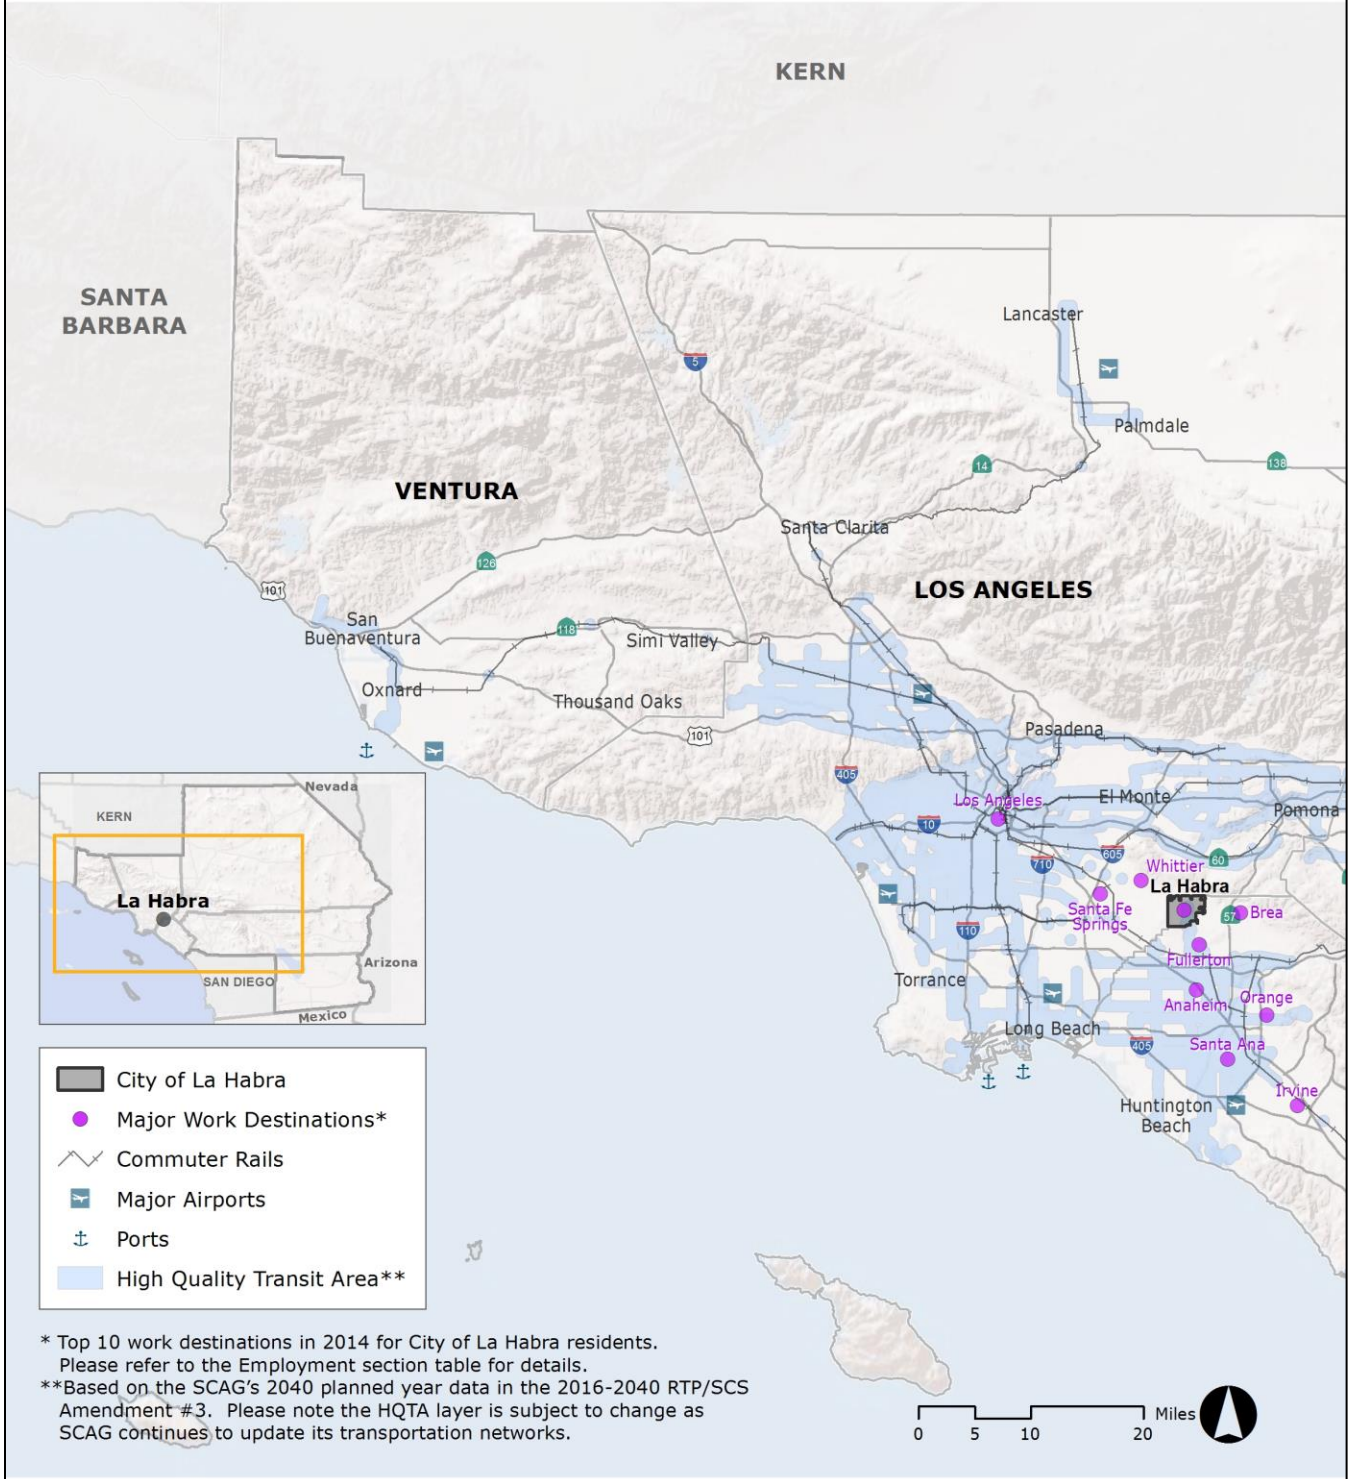 KERN
SANTA
BARBARA
Lancaster
5
Palmdale
14
138
VENTURA
Santa Clarita
126
101
LOS ANGELES
San
Buenaventura
118
Simi Valley
Oxnard
Thousand Oaks
101
Pasadena
405
Los Angeles
El Monte
Pomona
10
710
605
60
Whittier
La Habra
Santa Fe
Springs
57
Brea
110
Fullerton
Torrance
Anaheim
Orange
Long Beach
405
Santa Ana
Huntington
Beach
Irvine
Nevada
KERN
La Habra
Arizona
SAN DIEGO
Mexico
City of La Habra
Major Work Destinations*
Commuter Rails
Major Airports
Ports
High Quality Transit Area**
* Top 10 work destinations in 2014 for City of La Habra residents.
Please refer to the Employment section table for details.
**Based on the SCAG's 2040 planned year data in the 2016-2040 RTP/SCS
Amendment #3. Please note the HQTA layer is subject to change as
SCAG continues to update its transportation networks.
Miles
0 5 10 20